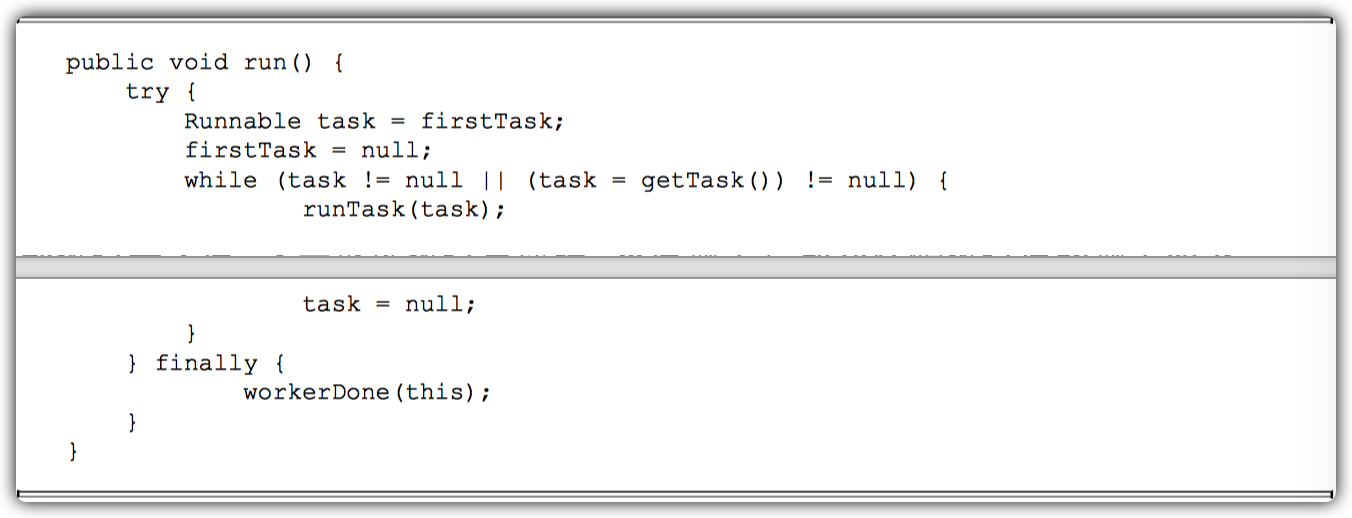 public void run() {
try {
Runnable task = firstTask;
firstTask = null;
while (task != null || (task = getTask()) != null) {
runTask(task);
task = null;
}
} finally {
workerDone(this);
}
}